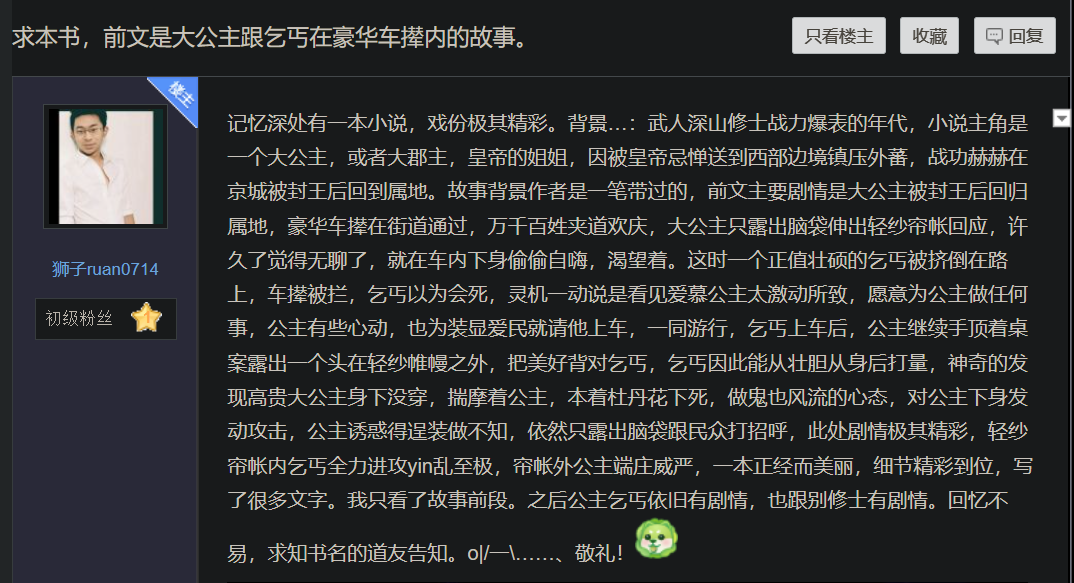 求本书，前文是大公主跟乞丐在豪华车撵内的故事。
只看楼主
收藏
回复
楼主
狮子ruan0714
初级粉丝
记忆深处有一本小说，戏份极其精彩。背景…：武人深山修士战力爆表的年代，小说主角是
一个大公主，或者大郡主，皇帝的姐姐，因被皇帝忌惮送到西部边境镇压外蕃，战功赫赫在
京城被封王后回到属地。故事背景作者是一笔带过的，前文主要剧情是大公主被封王后回归
属地，豪华车撵在街道通过，万千百姓夹道欢庆，大公主只露出脑袋伸出轻纱帘帐回应，许
久了觉得无聊了，就在车内下身偷偷自嗨，渴望着。这时一个正值壮硕的乞丐被挤倒在路
上，车撵被拦，乞丐以为会死，灵机一动说是看见爱慕公主太激动所致，愿意为公主做任何
事，公主有些心动，也为装显爱民就请他上车，一同游行，乞丐上车后，公主继续手顶着桌
案露出一个头在轻纱帷幔之外，把美好背对乞丐，乞丐因此能从壮胆从身后打量，神奇的发
现高贵大公主身下没穿，揣摩着公主，本着杜丹花下死，做鬼也风流的心态，对公主下身发
动攻击，公主诱惑得逞装做不知，依然只露出脑袋跟民众打招呼，此处剧情极其精彩，轻纱
帘帐内乞丐全力进攻yin乱至极，帘帐外公主端庄威严，一本正经而美丽，细节精彩到位，写
了很多文字。我只看了故事前段。之后公主乞丐依旧有剧情，也跟别修士有剧情。回忆不
易，求知书名的道友告知。o|/一\……、敬礼！